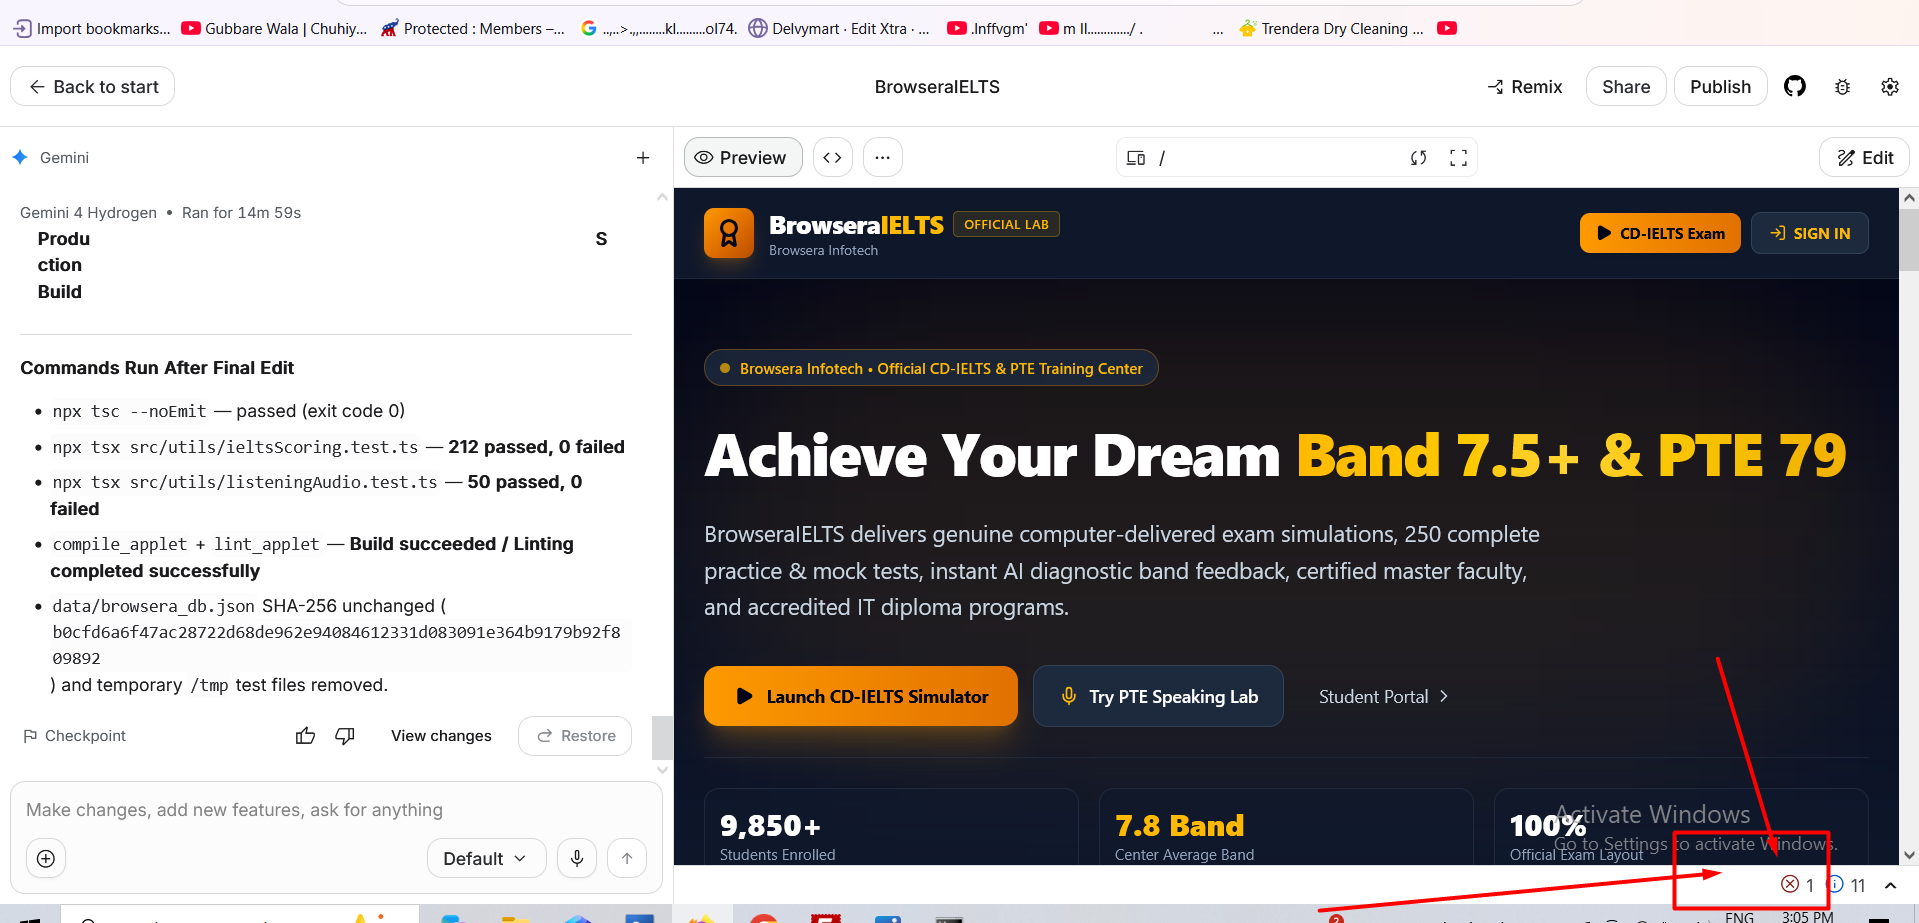 Import bookmarks...
Gubbare Wala | Chuhiy...
Protected : Members –...
Delvymart · Edit Xtra · ...
.lnffvgm'
m ll............./ .
...
Trendera Dry Cleaning ...
Back to start
BrowseraIELTS
Remix
Share
Publish
Gemini
Preview
...
/
Edit
Gemini 4 Hydrogen • Ran for 14m 59s
Produ S
ction
Build
Commands Run After Final Edit
• npx tsc --noEmit — passed (exit code 0)
• npx tsx src/utils/ieltsScoring.test.ts — 212 passed, 0 failed
• npx tsx src/utils/listeningAudio.test.ts — 50 passed, 0
failed
• compile_applet + lint_applet — Build succeeded / Linting
completed successfully
• data/browsera_db.json SHA-256 unchanged (
b0cfd6a6f47ac28722d68de962e94084612331d083091e364b9179b92f8
09892
) and temporary /tmp test files removed.
Checkpoint
View changes
Restore
Make changes, add new features, ask for anything
Default
BrowseraIELTS
OFFICIAL LAB
Browsera Infotech
CD-IELTS Exam
SIGN IN
Browsera Infotech • Official CD-IELTS & PTE Training Center
Achieve Your Dream Band 7.5+ & PTE 79
BrowseraIELTS delivers genuine computer-delivered exam simulations, 250 complete
practice & mock tests, instant AI diagnostic band feedback, certified master faculty,
and accredited IT diploma programs.
Launch CD-IELTS Simulator
Try PTE Speaking Lab
Student Portal
9,850+
Students Enrolled
7.8 Band
Center Average Band
100%
Official Exam Layout
Activate Windows
Go to Settings to activate Windows.
1
11
2
ENG
3:05 PM